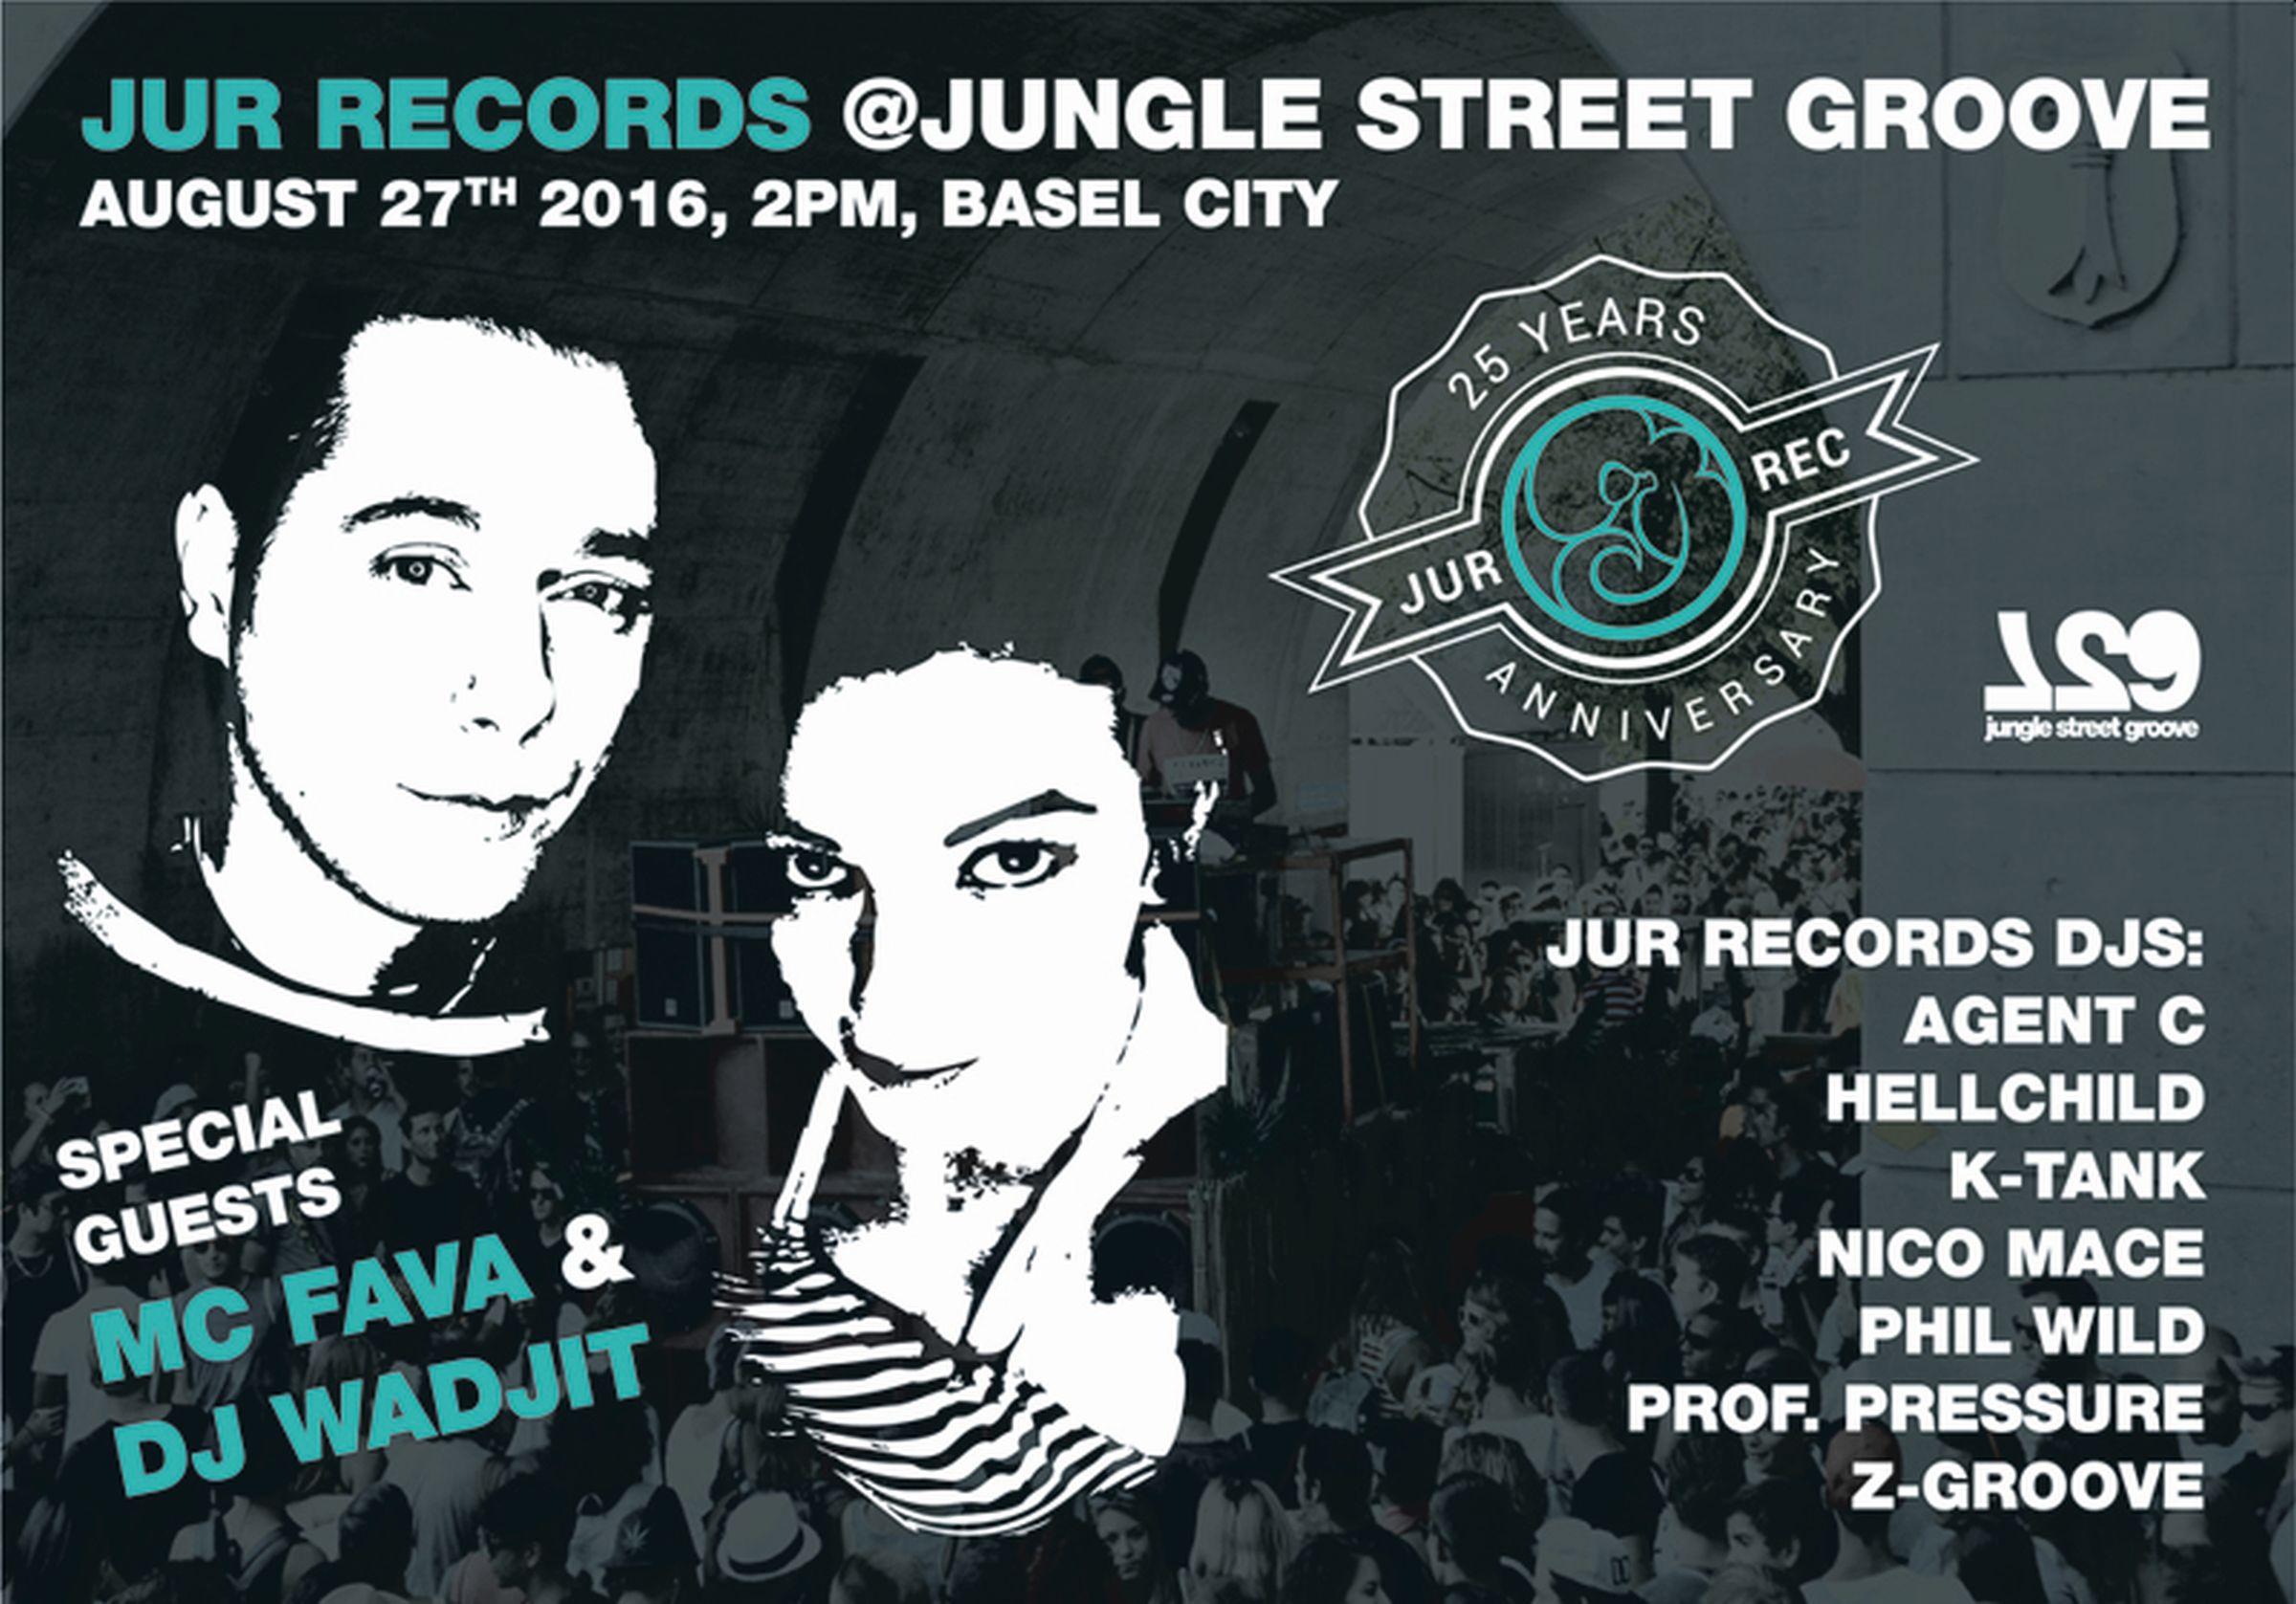 JUR RECORDS @JUNGLE STREET GROOVE
AUGUST 27TH 2016, 2PM, BASEL CITY
25 YEARS
JUR REC
ANNIVERSARY
jungle street groove
SPECIAL
GUESTS
MC FAVA &
DJ WADJIT
JUR RECORDS DJS:
AGENT C
HELLCHILD
K-TANK
NICO MACE
PHIL WILD
PROF. PRESSURE
Z-GROOVE